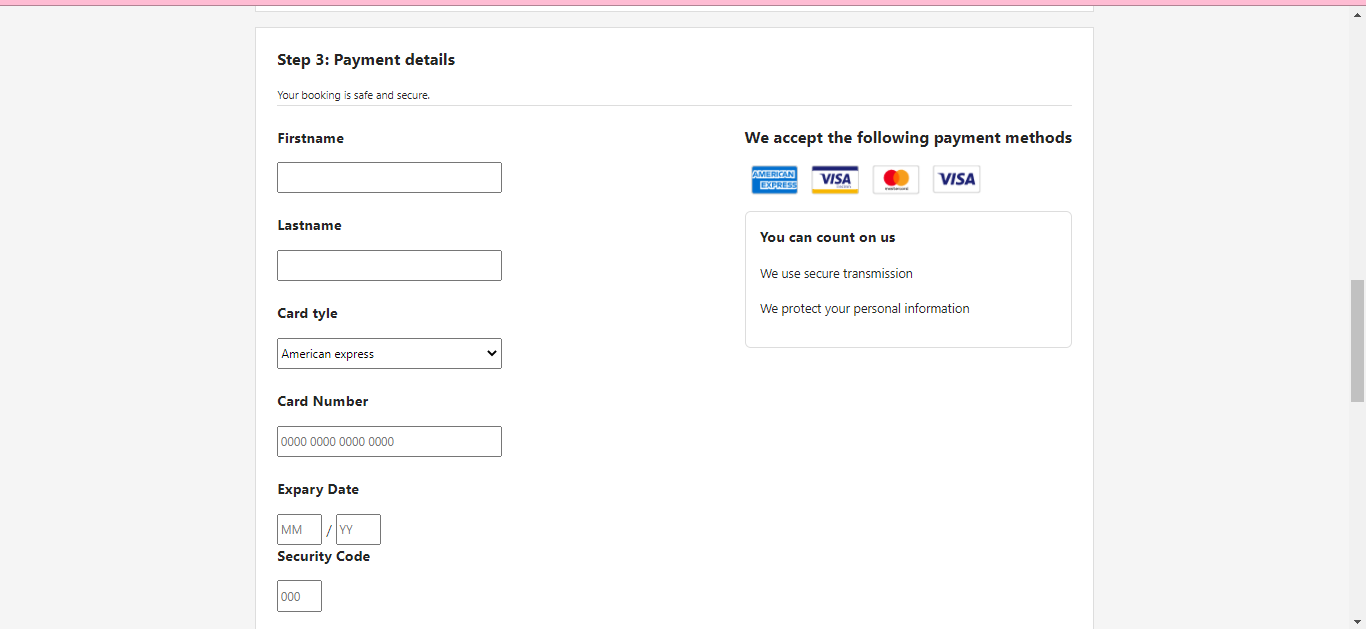 Step 3: Payment details
Your booking is safe and secure.
Firstname
Lastname
Card tyle
American express
Card Number
0000 0000 0000 0000
Expary Date
MM / YY
Security Code
000
We accept the following payment methods
AMERICAN EXPRESS VISA mastercard VISA
You can count on us
We use secure transmission
We protect your personal information